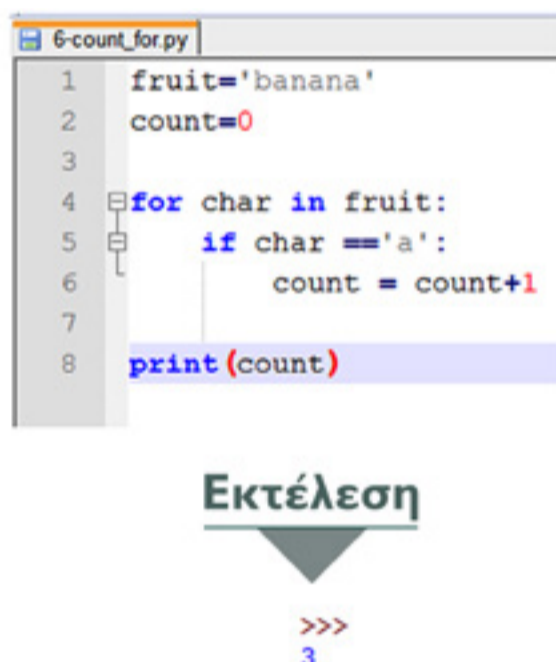 6-count_for.py
1 fruit='banana'
2 count=0
3
4 for char in fruit:
5     if char =='a':
6         count = count+1
7
8 print(count)
Εκτέλεση
>>>
3